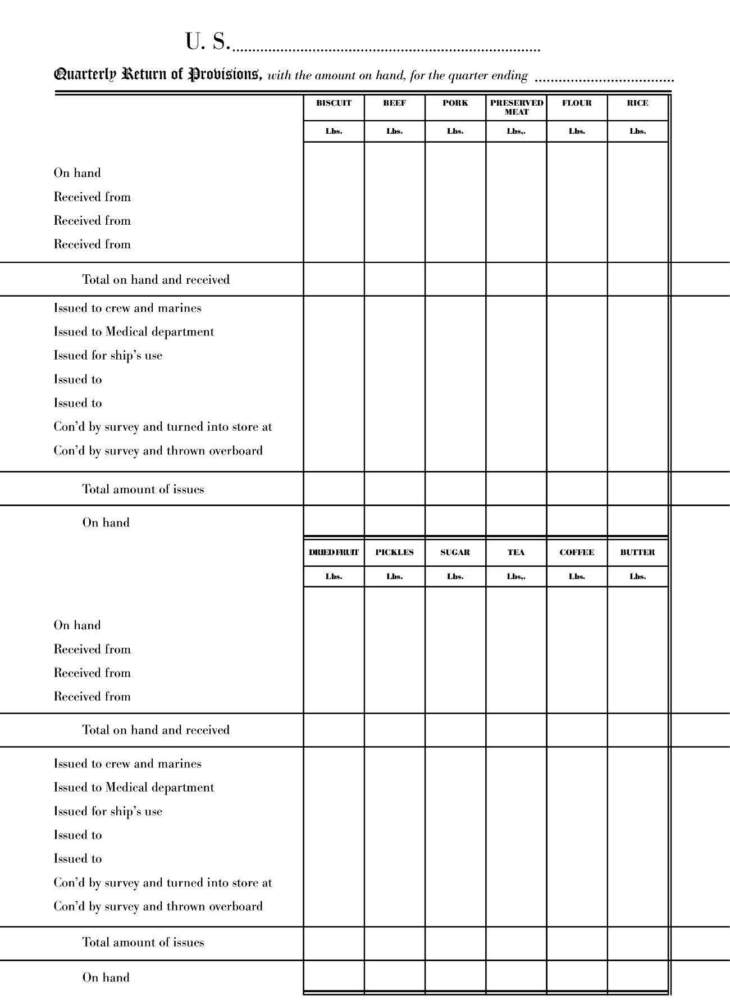 U. S.
Quarterly Return of Provisions, with the amount on hand, for the quarter ending
BISCUIT BEEF PORK PRESERVED MEAT FLOUR RICE
Lbs. Lbs. Lbs. Lbs,. Lbs. Lbs.
On hand
Received from
Received from
Received from
Total on hand and received
Issued to crew and marines
Issued to Medical department
Issued for ship’s use
Issued to
Issued to
Con’d by survey and turned into store at
Con’d by survey and thrown overboard
Total amount of issues
On hand
DRIED FRUIT PICKLES SUGAR TEA COFFEE BUTTER
Lbs. Lbs. Lbs. Lbs,. Lbs. Lbs.
On hand
Received from
Received from
Received from
Total on hand and received
Issued to crew and marines
Issued to Medical department
Issued for ship’s use
Issued to
Issued to
Con’d by survey and turned into store at
Con’d by survey and thrown overboard
Total amount of issues
On hand